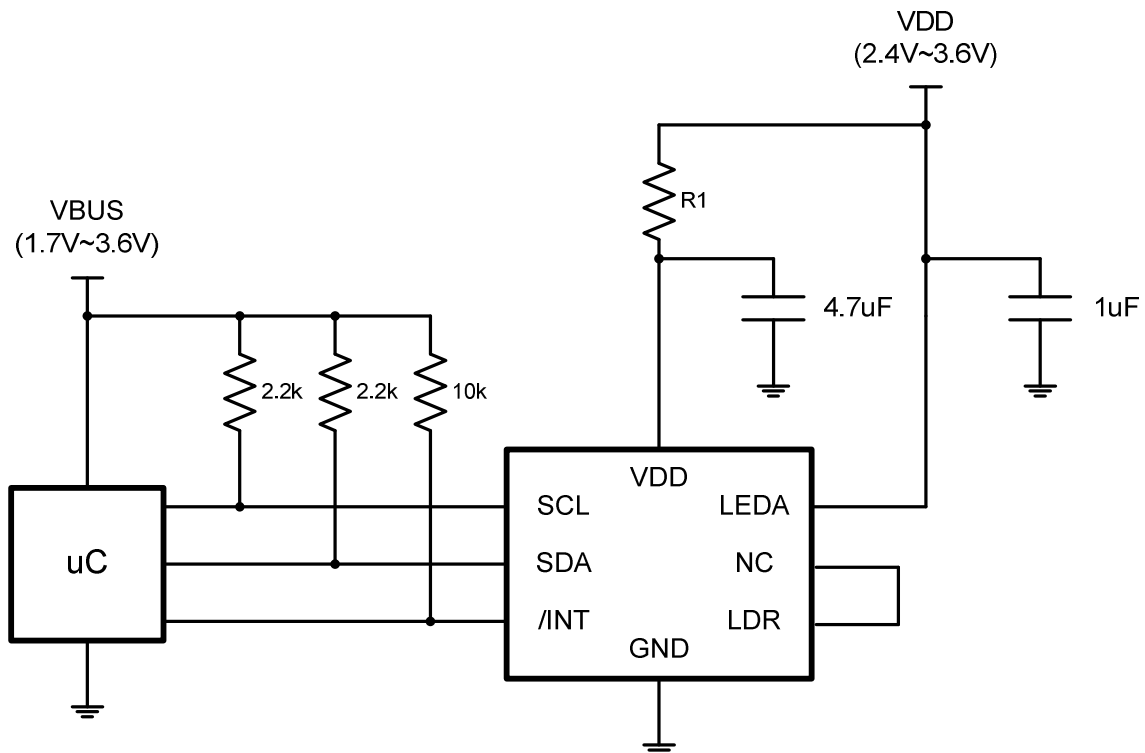 VDD
(2.4V~3.6V)
R1
VBUS
(1.7V~3.6V)
4.7uF
1uF
2.2k
2.2k
10k
VDD
SCL
LEDA
uC
SDA
NC
/INT
LDR
GND